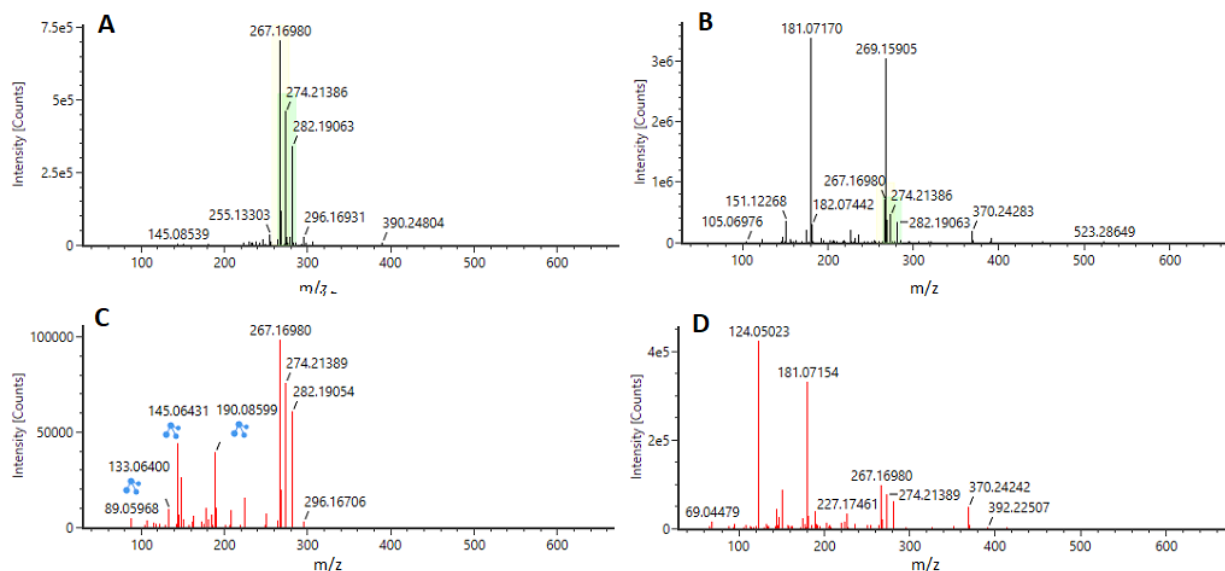 A
Intensity [Counts]
7.5e5
5e5
2.5e5
0
267.16980
274.21386
282.19063
255.13303
296.16931
145.08539
390.24804
100 200 300 400 500 600
m/z
B
Intensity [Counts]
3e6
2e6
1e6
0
181.07170
269.15905
267.16980
274.21386
151.12268
182.07442
282.19063
370.24283
105.06976
523.28649
100 200 300 400 500 600
m/z
C
Intensity [Counts]
100000
50000
0
267.16980
274.21389
282.19054
145.06431
190.08599
133.06400
89.05968
296.16706
100 200 300 400 500 600
m/z
D
Intensity [Counts]
4e5
2e5
0
124.05023
181.07154
267.16980
274.21389
370.24242
227.17461
69.04479
392.22507
100 200 300 400 500 600
m/z